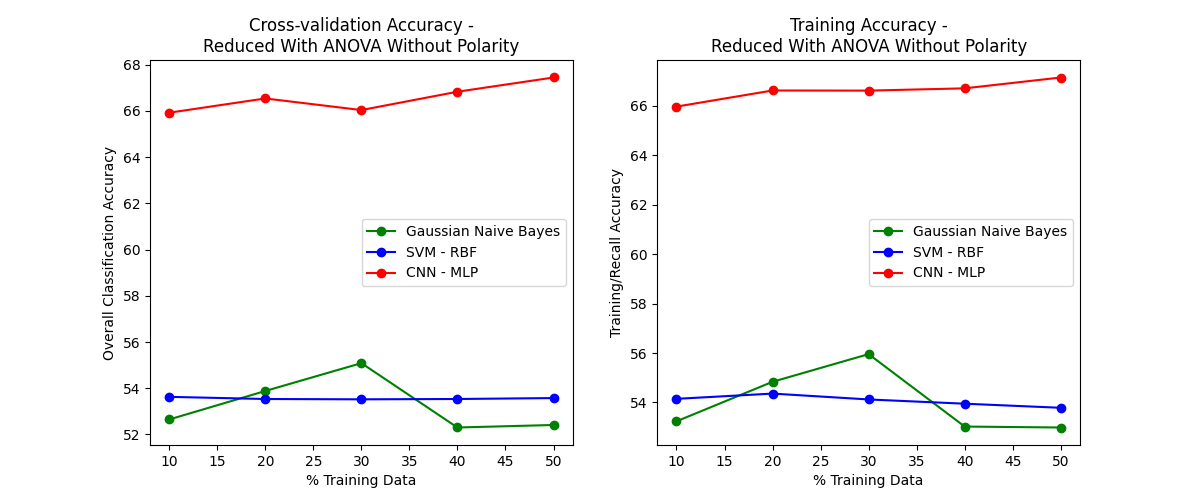 Cross-validation Accuracy -
Reduced With ANOVA Without Polarity
68
66
64
62
60
58
56
54
52
Overall Classification Accuracy
Gaussian Naive Bayes
SVM - RBF
CNN - MLP
10 15 20 25 30 35 40 45 50
% Training Data
Training Accuracy -
Reduced With ANOVA Without Polarity
66
64
62
60
58
56
54
Training/Recall Accuracy
Gaussian Naive Bayes
SVM - RBF
CNN - MLP
10 15 20 25 30 35 40 45 50
% Training Data